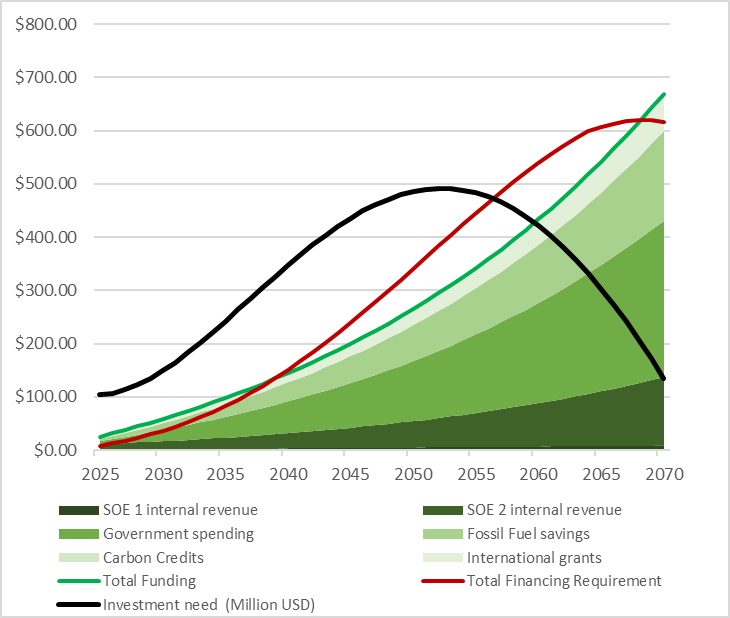 $800.00
$700.00
$600.00
$500.00
$400.00
$300.00
$200.00
$100.00
$0.00
2025 2030 2035 2040 2045 2050 2055 2060 2065 2070
SOE 1 internal revenue SOE 2 internal revenue
Government spending Fossil Fuel savings
Carbon Credits International grants
Total Funding Total Financing Requirement
Investment need (Million USD)